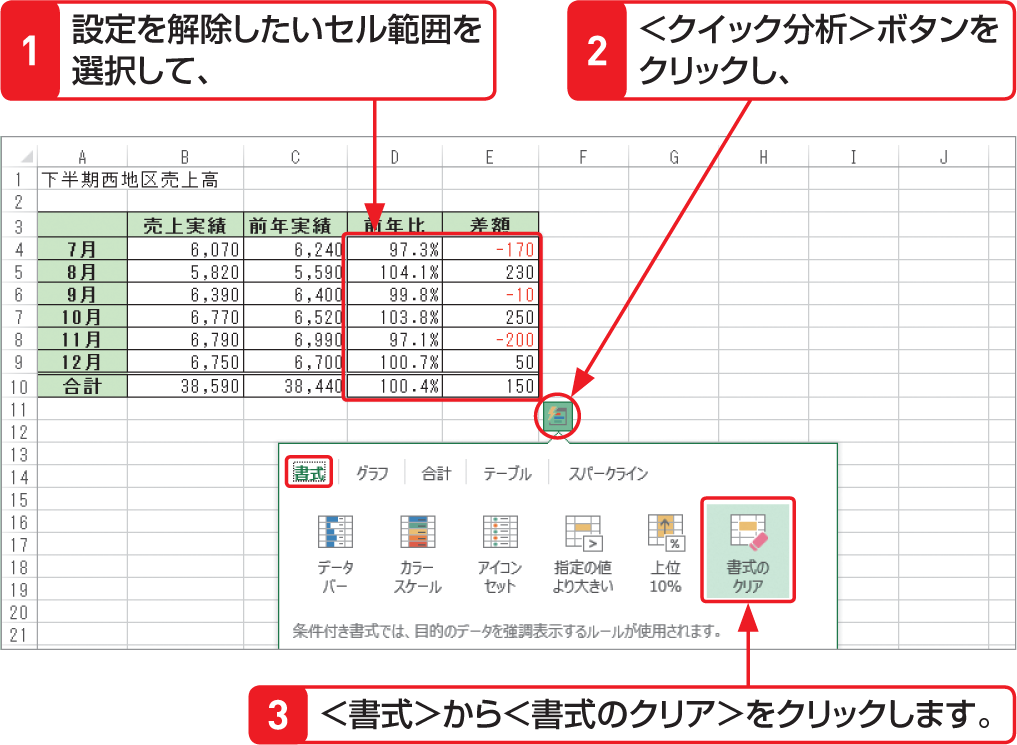 1 設定を解除したいセル範囲を
選択して、
2 <クイック分析>ボタンを
クリックし、
A B C D E F G H I J
1 下半期西地区売上高
2
3 売上実績 前年実績 前年比 差額
4 7月 6,070 6,240 97.3% -170
5 8月 5,820 5,590 104.1% 230
6 9月 6,390 6,400 99.8% -10
7 10月 6,770 6,520 103.8% 250
8 11月 6,790 6,990 97.1% -200
9 12月 6,750 6,700 100.7% 50
10 合計 38,590 38,440 100.4% 150
11
12
13
14
15
16
17
18
19
20
21
書式 グラフ 合計 テーブル スパークライン
データ
バー
カラー
スケール
アイコン
セット
指定の値
より大きい
上位
10%
書式の
クリア
条件付き書式では、目的のデータを強調表示するルールが使用されます。
3 <書式>から<書式のクリア>をクリックします。